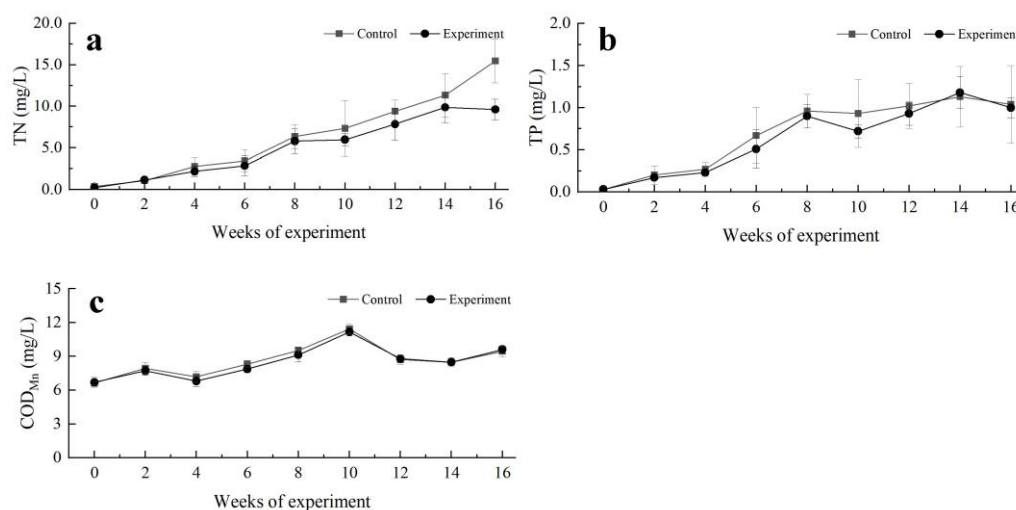 a
Control Experiment
TN (mg/L)
20.0
15.0
10.0
5.0
0.0
0 2 4 6 8 10 12 14 16
Weeks of experiment
b
Control Experiment
TP (mg/L)
2.0
1.5
1.0
0.5
0.0
0 2 4 6 8 10 12 14 16
Weeks of experiment
c
Control Experiment
COD_Mn (mg/L)
15
12
9
6
3
0
0 2 4 6 8 10 12 14 16
Weeks of experiment